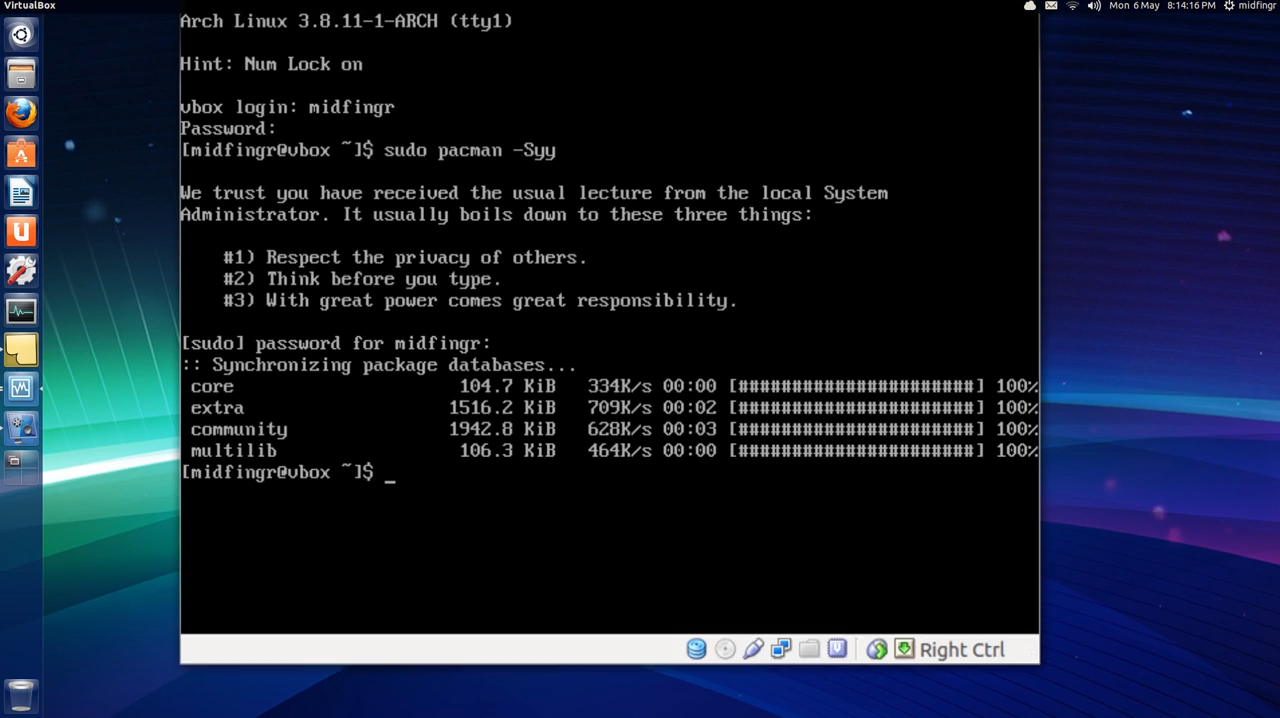 VirtualBox
Mon 6 May 8:14:16 PM midfingr
Arch Linux 3.8.11-1-ARCH (tty1)
Hint: Num Lock on
vbox login: midfingr
Password:
[midfingr@vbox ~]$ sudo pacman -Syy
We trust you have received the usual lecture from the local System
Administrator. It usually boils down to these three things:
#1) Respect the privacy of others.
#2) Think before you type.
#3) With great power comes great responsibility.
[sudo] password for midfingr:
:: Synchronizing package databases...
core 104.7 KiB 334K/s 00:00 [######################] 100%
extra 1516.2 KiB 709K/s 00:02 [######################] 100%
community 1942.8 KiB 628K/s 00:03 [######################] 100%
multilib 106.3 KiB 464K/s 00:00 [######################] 100%
[midfingr@vbox ~]$ _
Right Ctrl